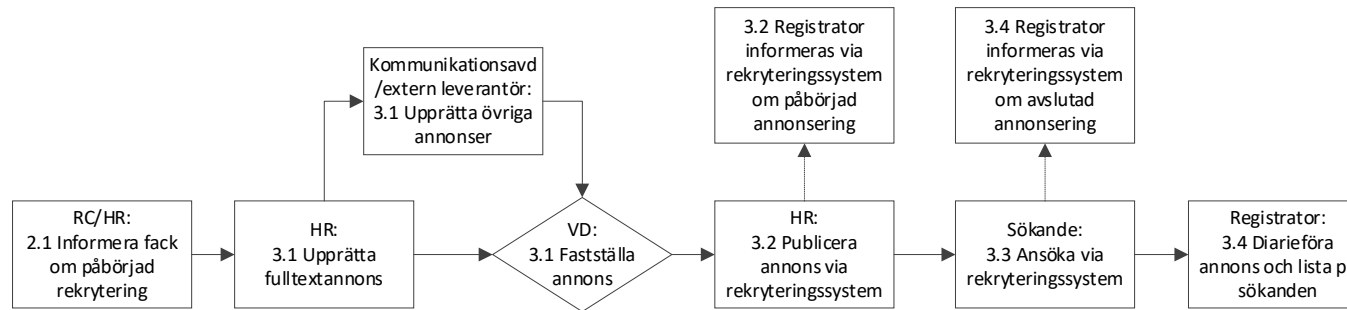 3.2 Registrator
informeras via
rekryteringssystem
om påbörjad
annonsering
3.4 Registrator
informeras via
rekryteringssystem
om avslutad
annonsering
Kommunikationsavd
/extern leverantör:
3.1 Upprätta övriga
annonser
RC/HR:
2.1 Informera fack
om påbörjad
rekrytering
HR:
3.1 Upprätta
fulltextannons
VD:
3.1 Fastställa
annons
HR:
3.2 Publicera
annons via
rekryteringssystem
Sökande:
3.3 Ansöka via
rekryteringssystem
Registrator:
3.4 Diarieföra
annons och lista p
sökanden